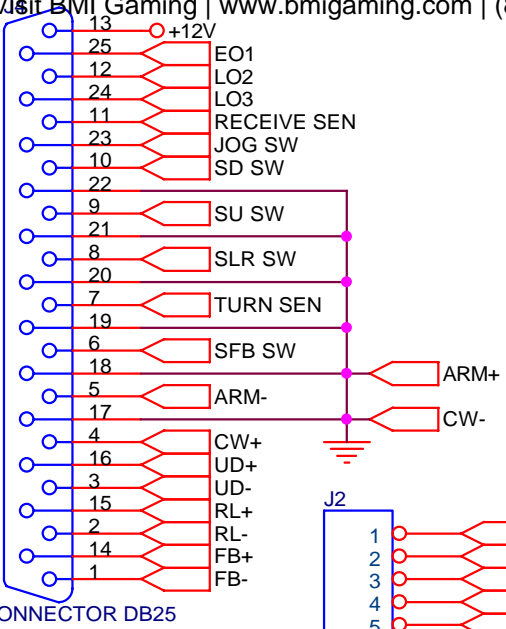 Visit BMI Gaming | www.bmigaming.com | (
13 +12V
25 EO1
12 LO2
24 LO3
11 RECEIVE SEN
23 JOG SW
10 SD SW
22
9 SU SW
21
8 SLR SW
20
7 TURN SEN
19
6 SFB SW
18 ARM+
5 ARM-
17 CW-
4 CW+
16 UD+
3 UD-
15 RL+
2 RL-
14 FB+
1 FB-
J2
1
2
3
4
5
ONNECTOR DB25